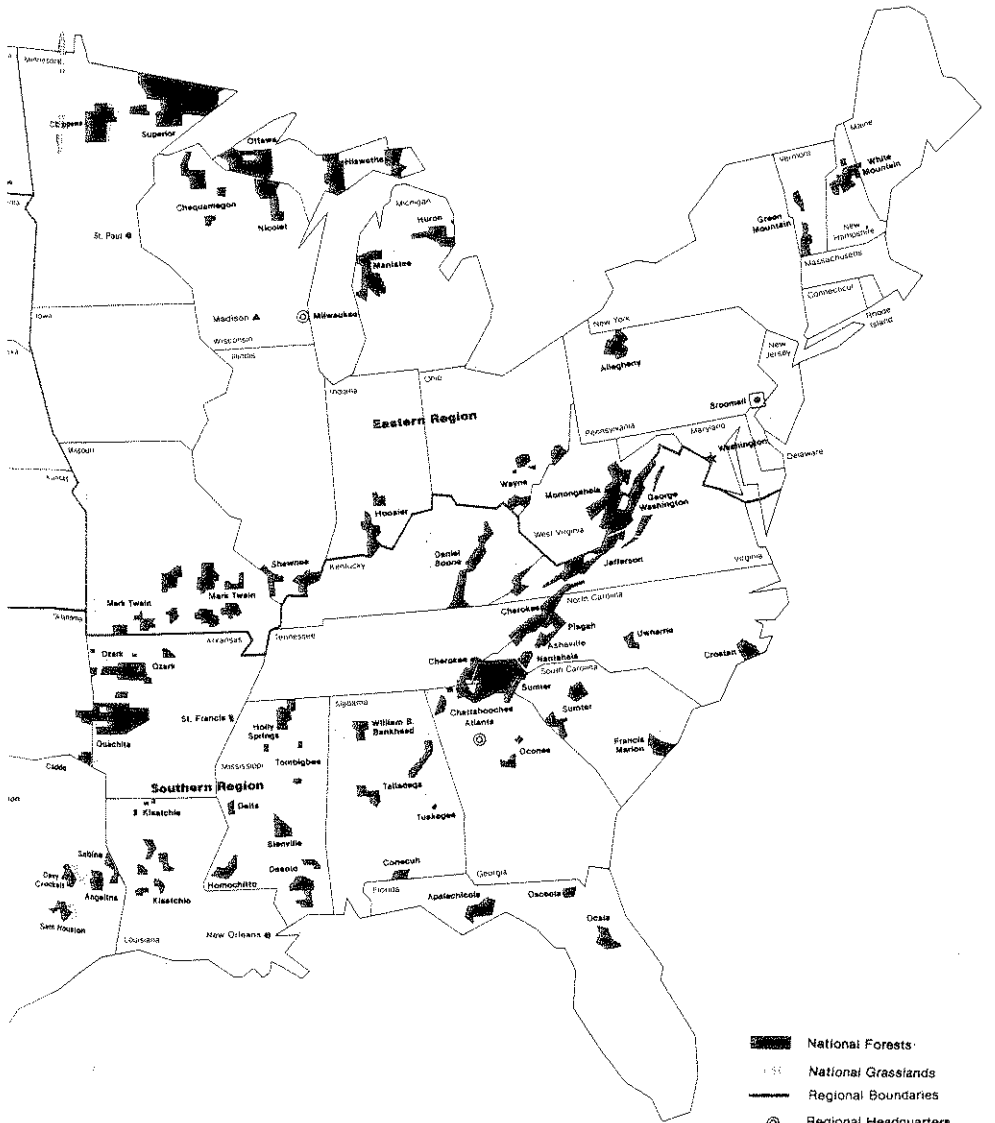 Minnesota
Superior
Ottawa
Hiawatha
Chequamegon
Nicolet
Michigan
Huron
Manistee
St. Paul
Iowa
Madison
Milwaukee
Wisconsin
Illinois
Maine
Vermont
White
Mountain
Green
Mountain
New
Hampshire
Massachusetts
Connecticut
Rhode
Island
New York
Allegheny
New
Jersey
Indiana
Ohio
Eastern Region
Pennsylvania
Maryland
Washington
Delaware
Missouri
Wayne
Monongahela
George
Washington
Hoosier
West Virginia
Shawnee
Kentucky
Daniel
Boone
Jefferson
Virginia
Mark Twain
Mark Twain
Arkansas
Tennessee
Cherokee
North Carolina
Pisgah
Asheville
Uwharrie
Croatan
Ozark
Ozark
Cherokee
Nantahala
South Carolina
Sumter
Sumter
St. Francis
Holly
Springs
Alabama
William B.
Bankhead
Chattahoochee
Atlanta
Oconee
Francis
Marion
Ouachita
Caddo
Mississippi
Tombigbee
Southern Region
Talladega
Tuskegee
Kisatchie
Delta
Bienville
Sabine
Davy
Crockett
Angelina
Kisatchie
Homochitto
Desoto
Conecuh
Georgia
Florida
Apalachicola
Osceola
Ocala
Sam Houston
Louisiana
New Orleans
National Forests
National Grasslands
Regional Boundaries
Regional Headquarters